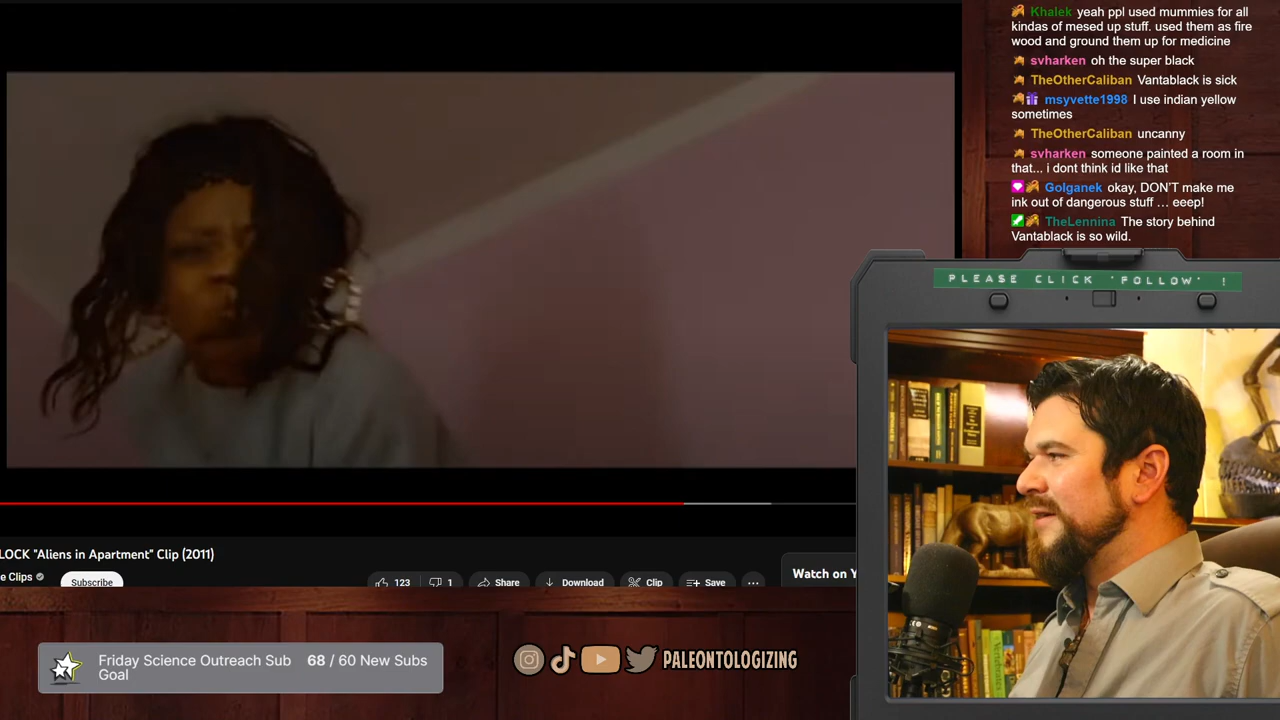 Khalek yeah ppl used mummies for all
kindas of mesed up stuff. used them as fire
wood and ground them up for medicine
svharken oh the super black
TheOtherCaliban Vantablack is sick
msyvette1998 I use indian yellow
sometimes
TheOtherCaliban uncanny
svharken someone painted a room in
that... i dont think id like that
Golganek okay, DON'T make me
ink out of dangerous stuff ... eeep!
TheLennina The story behind
Vantablack is so wild.
PLEASE CLICK "FOLLOW" !
LOCK "Aliens in Apartment" Clip (2011)
e Clips
Subscribe
123
1
Share
Download
Clip
Save
...
Watch on Y
Friday Science Outreach Sub
Goal
68 / 60 New Subs
PALEONTOLOGIZING